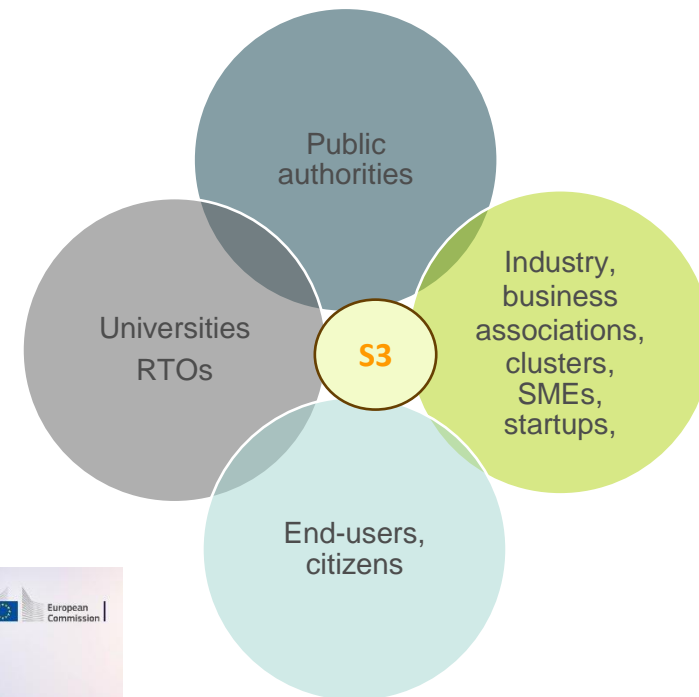 Public
authorities
Industry,
business
associations,
clusters,
SMEs,
startups,
Universities
RTOs
S3
End-users,
citizens
European
Commission